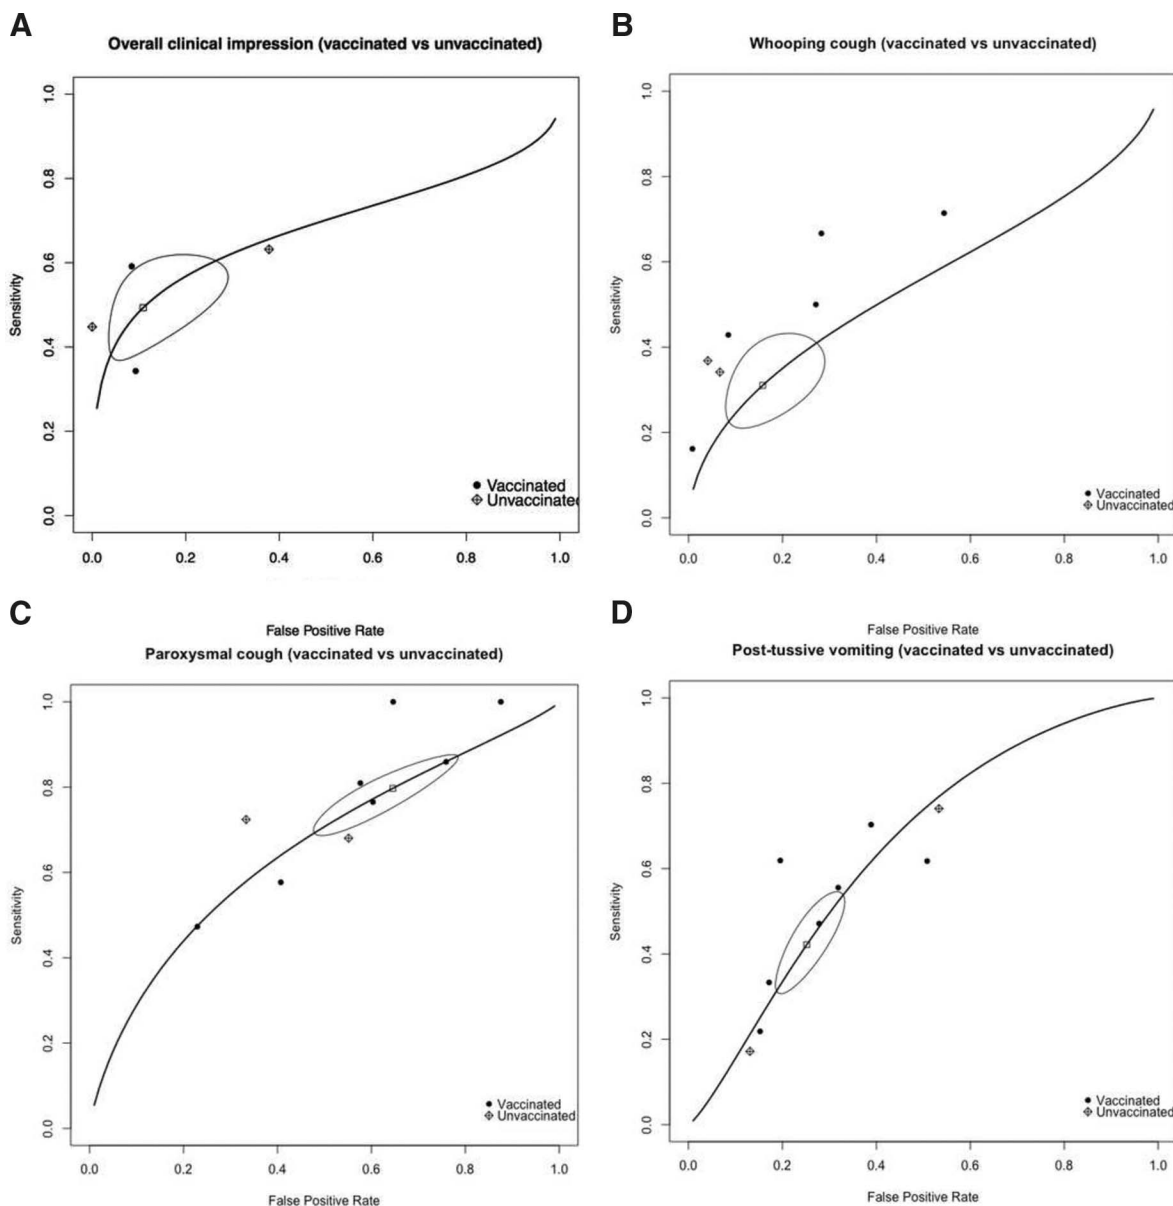 A
Overall clinical impression (vaccinated vs unvaccinated)
Sensitivity
1.0
0.8
0.6
0.4
0.2
0.0
Vaccinated
Unvaccinated
0.0 0.2 0.4 0.6 0.8 1.0
False Positive Rate
B
Whooping cough (vaccinated vs unvaccinated)
Sensitivity
1.0
0.8
0.6
0.4
0.2
0.0
Vaccinated
Unvaccinated
0.0 0.2 0.4 0.6 0.8 1.0
False Positive Rate
C
Paroxysmal cough (vaccinated vs unvaccinated)
Sensitivity
1.0
0.8
0.6
0.4
0.2
0.0
Vaccinated
Unvaccinated
0.0 0.2 0.4 0.6 0.8 1.0
False Positive Rate
D
Post-tussive vomiting (vaccinated vs unvaccinated)
Sensitivity
1.0
0.8
0.6
0.4
0.2
0.0
Vaccinated
Unvaccinated
0.0 0.2 0.4 0.6 0.8 1.0
False Positive Rate